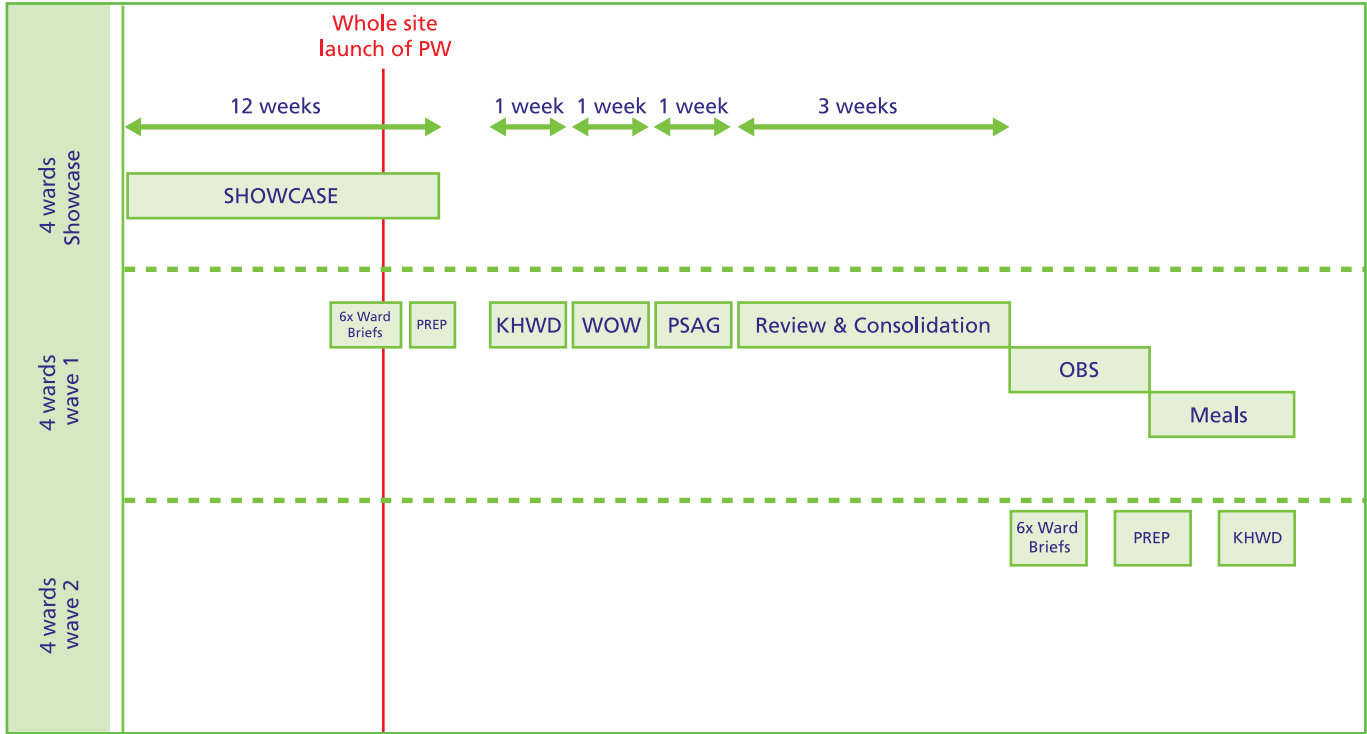 Whole site
launch of PW
12 weeks
1 week
1 week
1 week
3 weeks
4 wards
Showcase
SHOWCASE
4 wards
wave 1
6x Ward
Briefs
PREP
KHWD
WOW
PSAG
Review & Consolidation
OBS
Meals
4 wards
wave 2
6x Ward
Briefs
PREP
KHWD